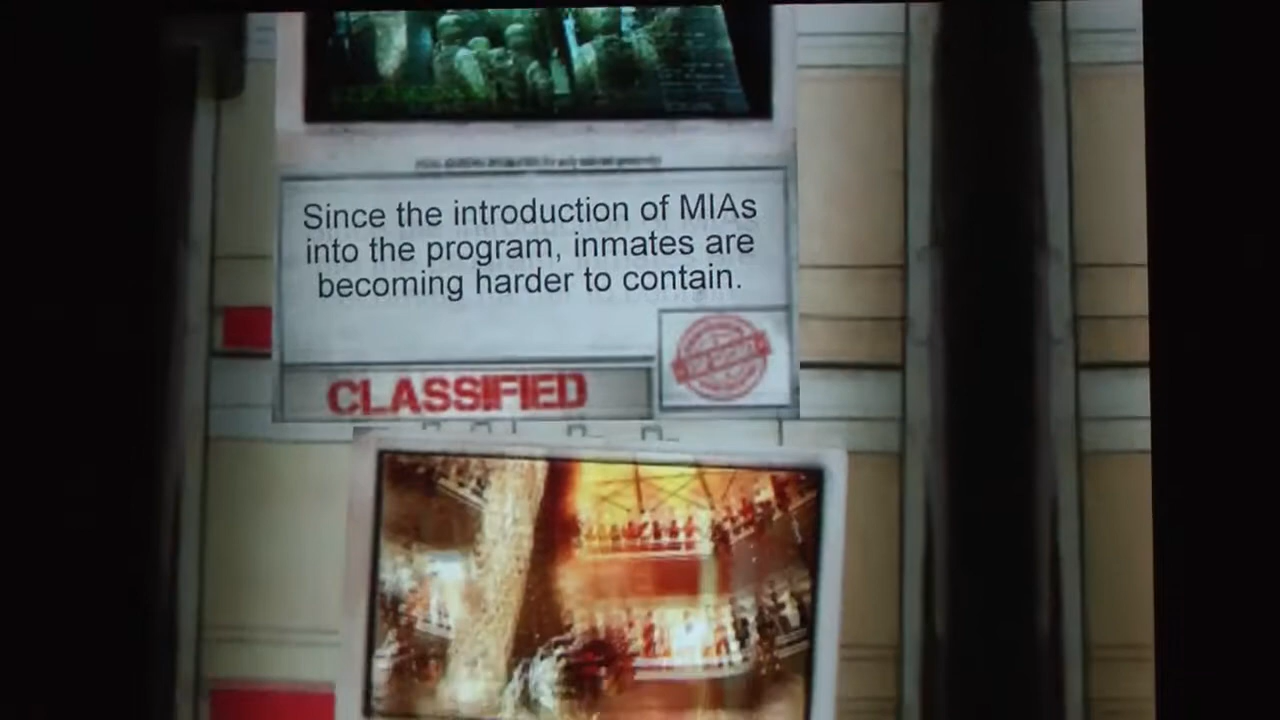 Since the introduction of MIAs
into the program, inmates are
becoming harder to contain.
CLASSIFIED